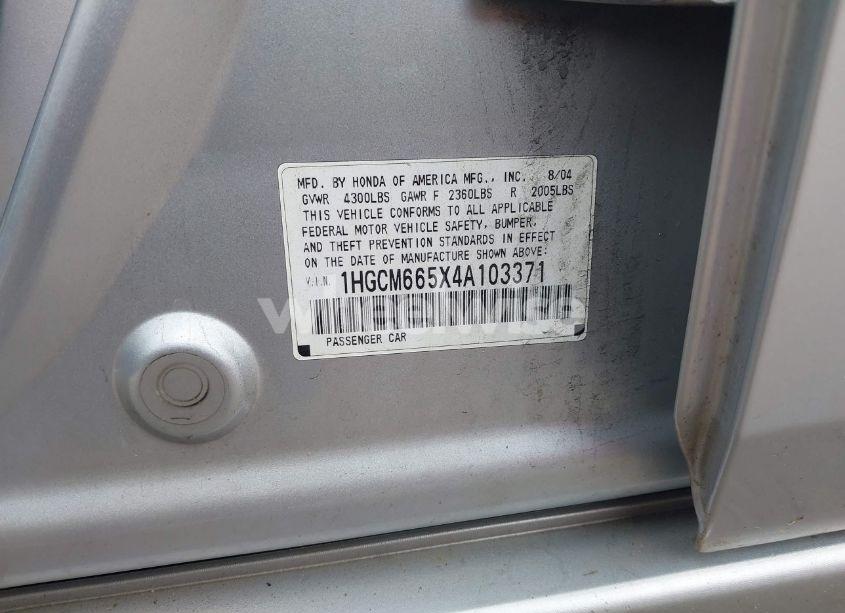 MFD. BY HONDA OF AMERICA MFG., INC. 8/04
GVWR 4300LBS GAWR F 2360LBS R 2005LBS
THIS VEHICLE CONFORMS TO ALL APPLICABLE
FEDERAL MOTOR VEHICLE SAFETY, BUMPER,
AND THEFT PREVENTION STANDARDS IN EFFECT
ON THE DATE OF MANUFACTURE SHOWN ABOVE:
V.I.N. 1HGCM665X4A103371
PASSENGER CAR